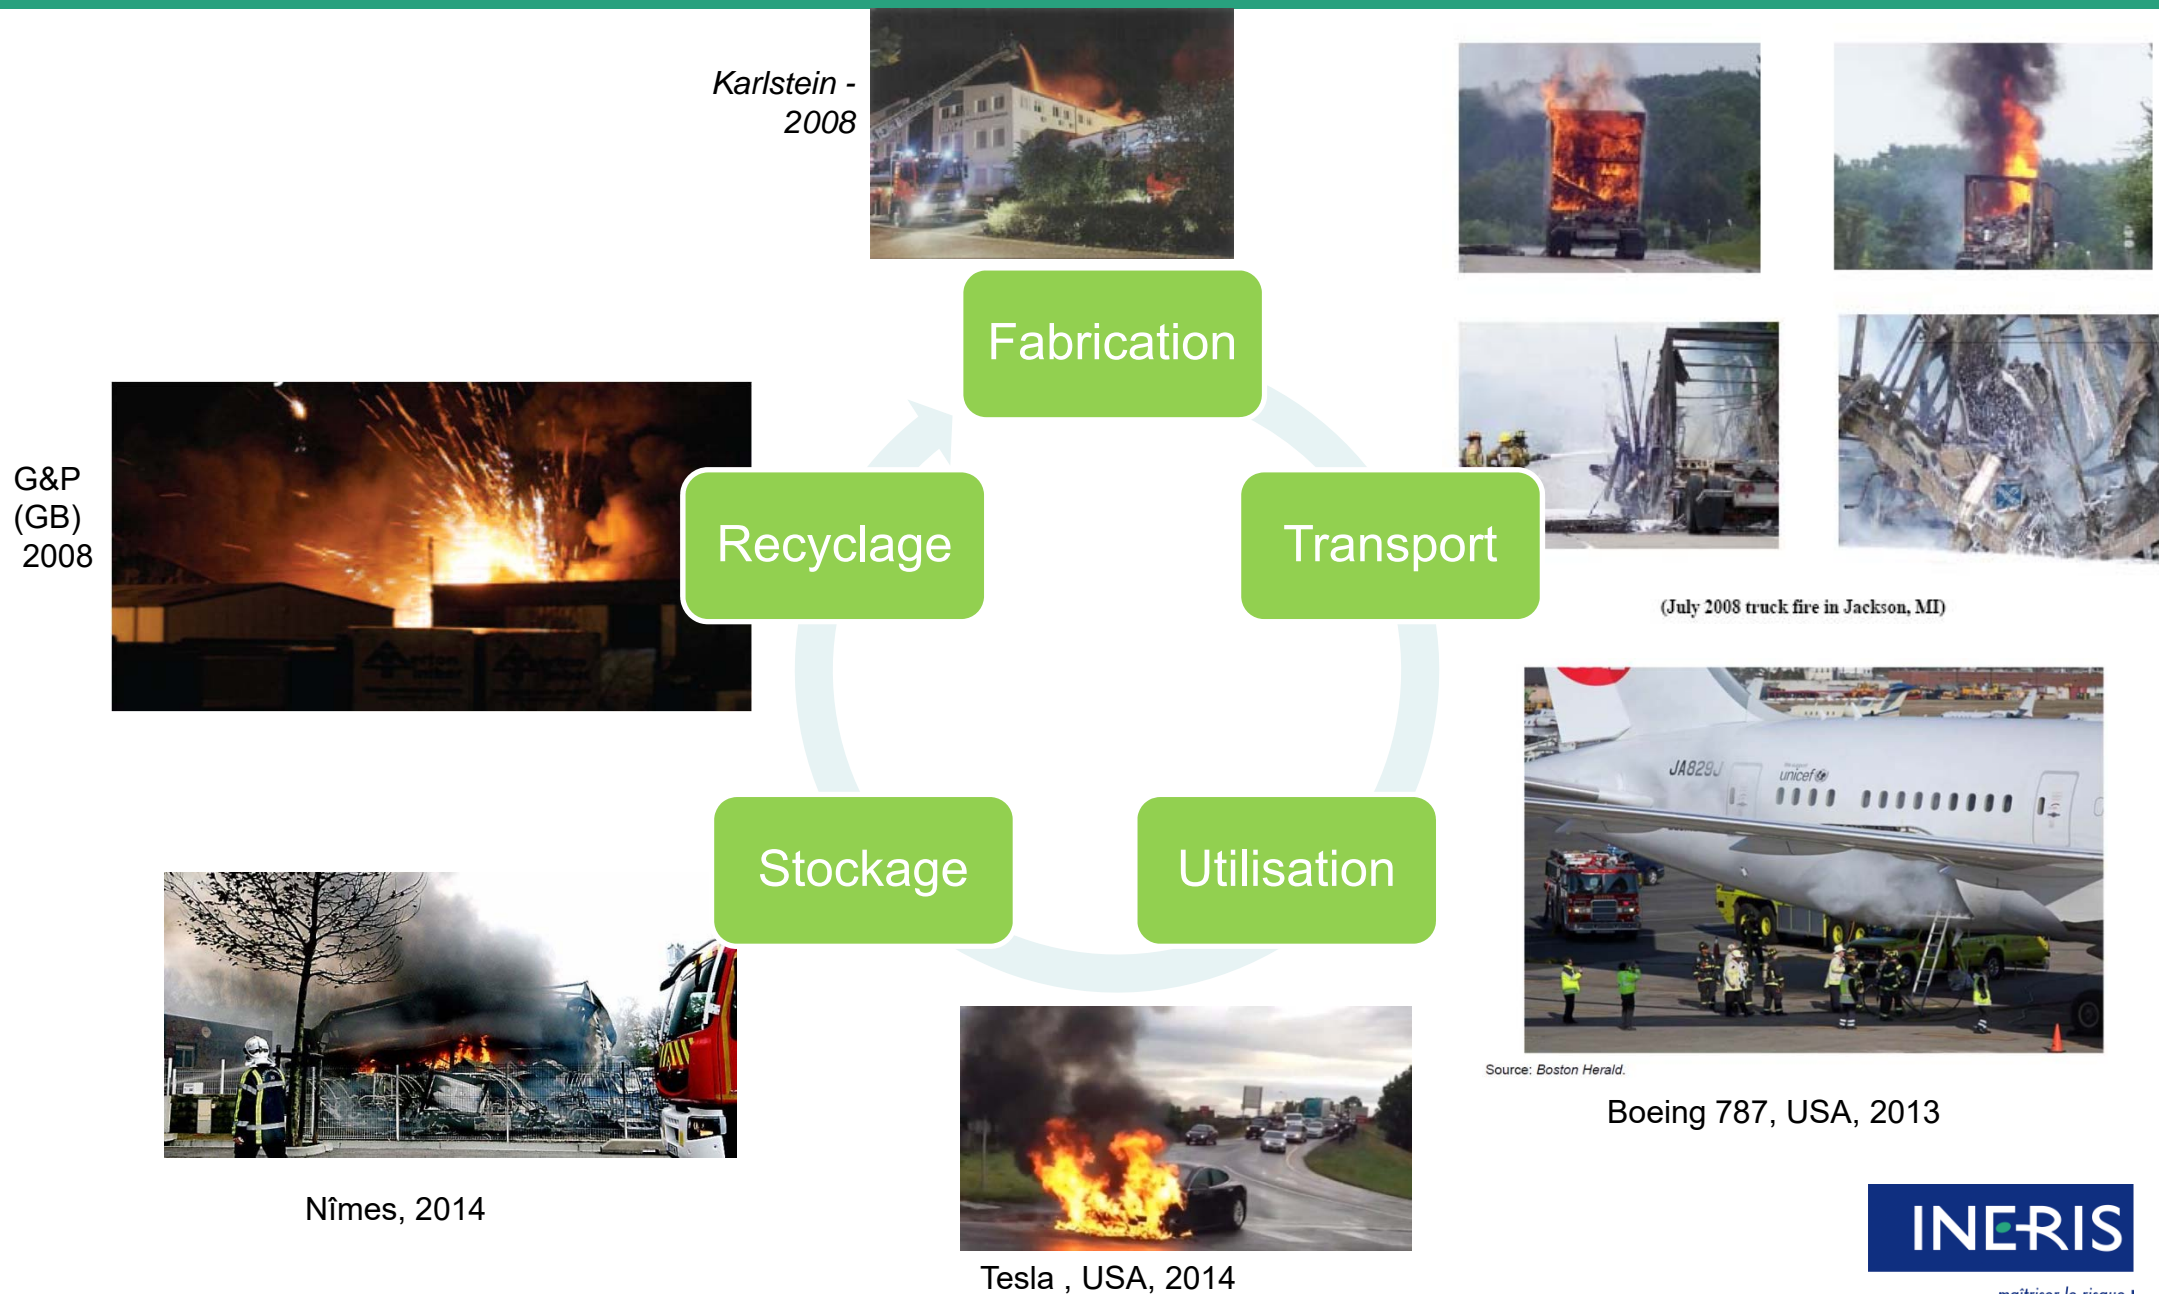 Karlstein -
2008
Fabrication
G&P
(GB)
2008
Recyclage
Transport
(July 2008 truck fire in Jackson, MI)
JA829J
unicef
Stockage
Utilisation
Source: Boston Herald.
Boeing 787, USA, 2013
Nîmes, 2014
Tesla , USA, 2014
INERIS